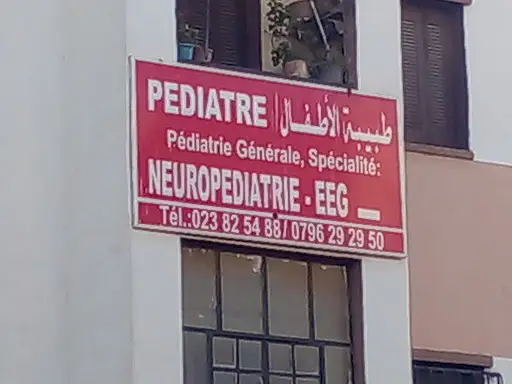 PEDIATRE طبيبة الأطفال
Pédiatrie Générale, Spécialité:
NEUROPEDIATRIE - EEG
Tél.:023 82 54 88/ 0796 29 29 50